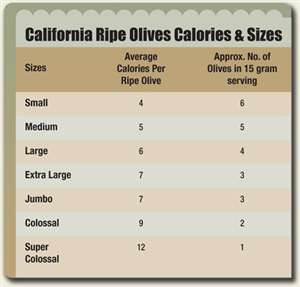 California Ripe Olives Calories & Sizes
Sizes
Average
Calories Per
Ripe Olive
Approx. No. of
Olives in 15 gram
serving
Small 4 6
Medium 5 5
Large 6 4
Extra Large 7 3
Jumbo 7 3
Colossal 9 2
Super
Colossal 12 1